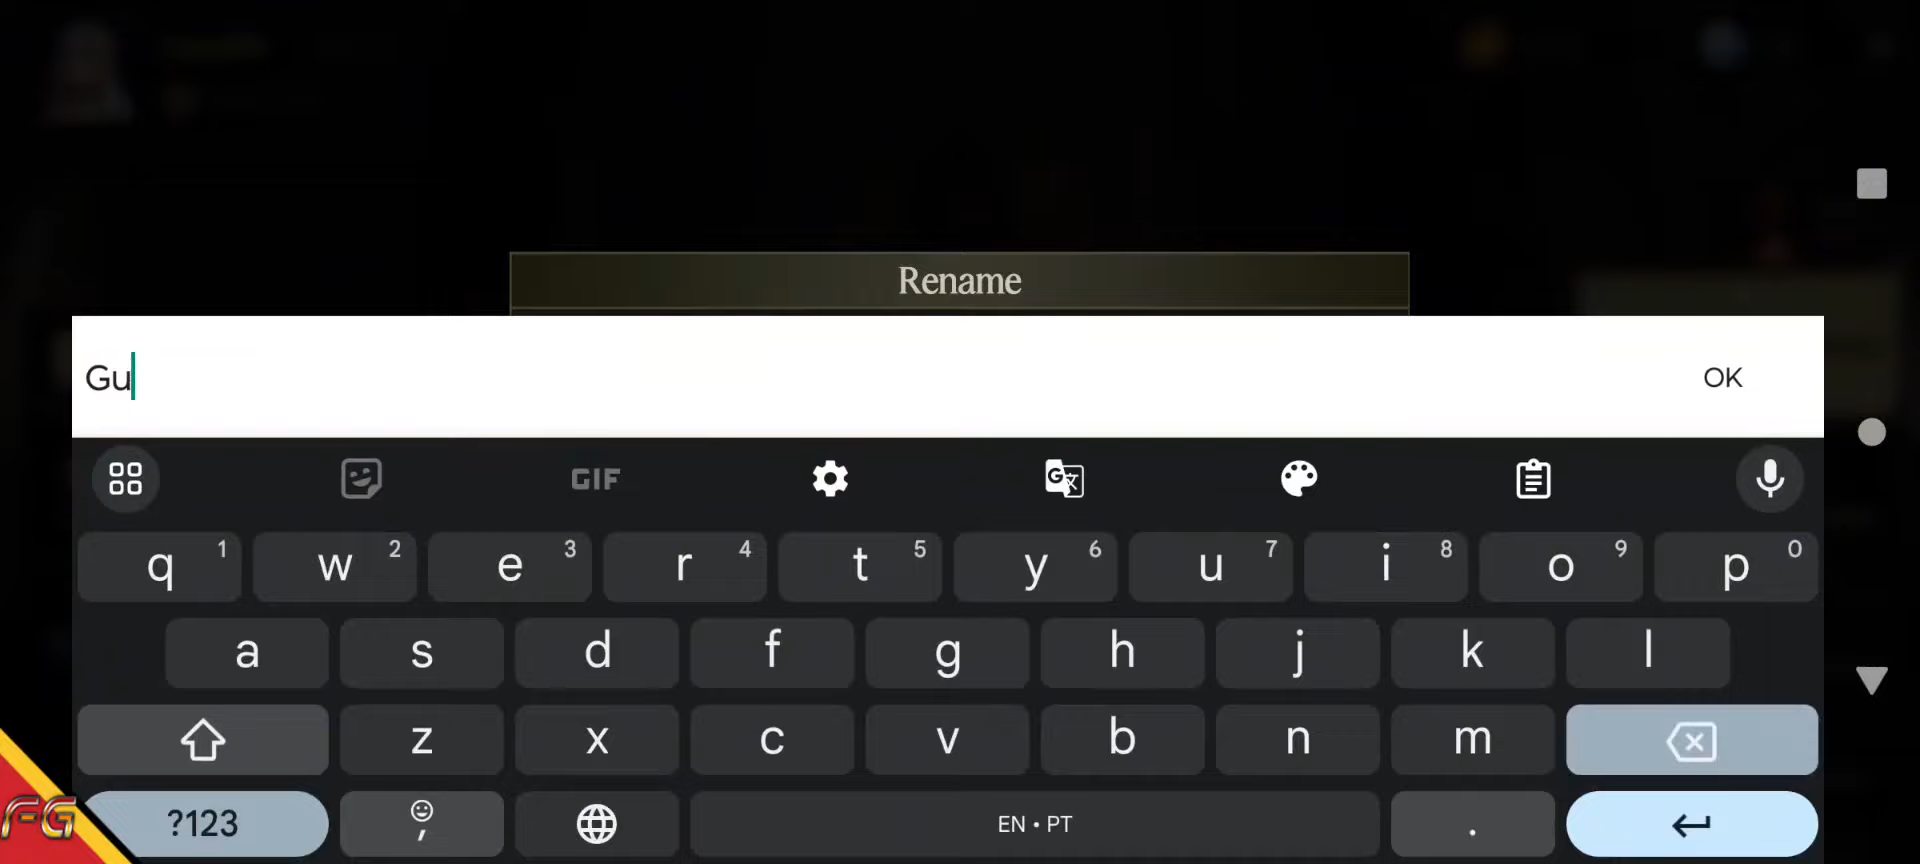 Rename
Gu
OK
GIF
G
q 1 w 2 e 3 r 4 t 5 y 6 u 7 i 8 o 9 p 0
a s d f g h j k l
z x c v b n m
?123 , EN • PT .
FG